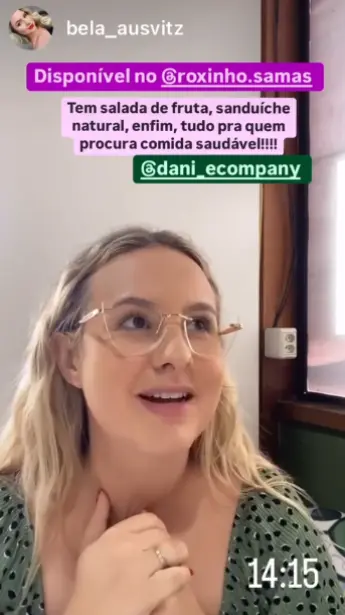 bela_ausvitz
Disponível no @roxinho.samas
Tem salada de fruta, sanduíche
natural, enfim, tudo pra quem
procura comida saudável!!!!
@dani_ecompany
14:15